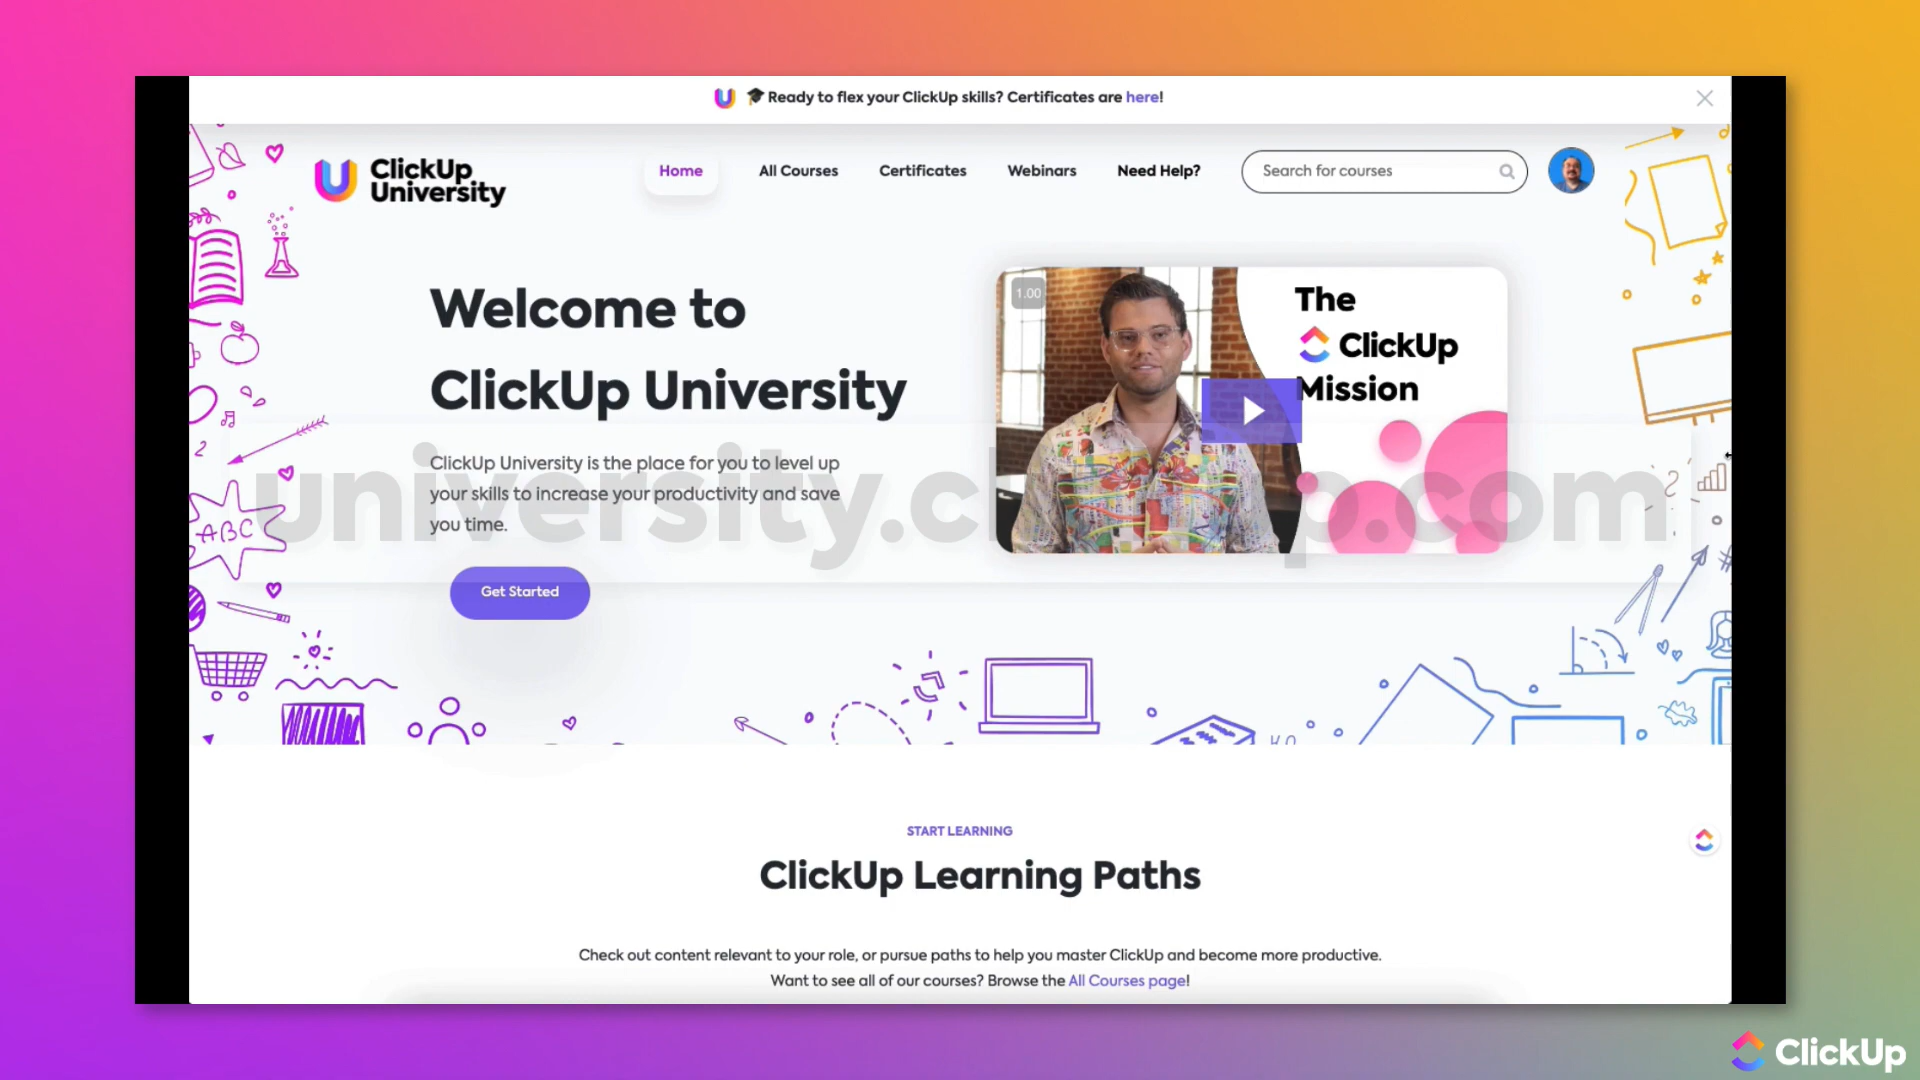 🎓 Ready to flex your ClickUp skills? Certificates are here!
ClickUp
University
Home
All Courses
Certificates
Webinars
Need Help?
Search for courses
Welcome to
ClickUp University
1.00
The
ClickUp
Mission
ClickUp University is the place for you to level up
your skills to increase your productivity and save
you time.
university.clickup.com
ABC
Get Started
START LEARNING
ClickUp Learning Paths
Check out content relevant to your role, or pursue paths to help you master ClickUp and become more productive.
Want to see all of our courses? Browse the All Courses page!
ClickUp